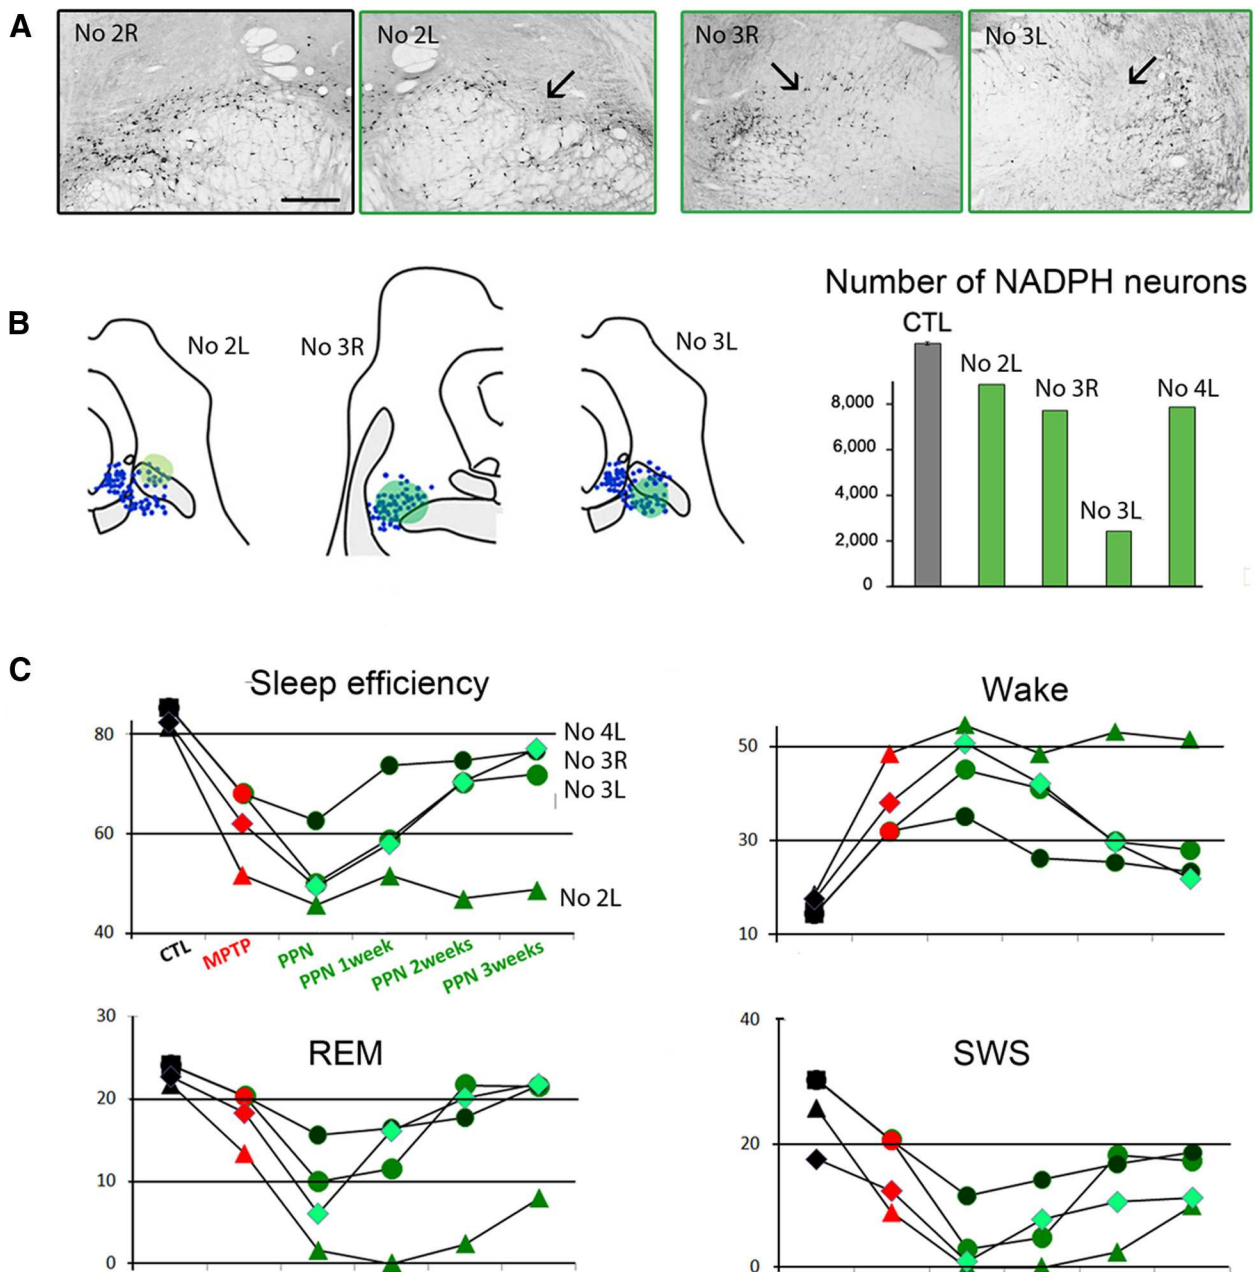 A
No 2R
No 2L
No 3R
No 3L
B
No 2L
No 3R
No 3L
Number of NADPH neurons
CTL
No 2L
No 3R
No 3L
No 4L
8,000
6,000
4,000
2,000
0
C
Sleep efficiency
80
60
40
No 4L
No 3R
No 3L
No 2L
CTL
MPTP
PPN
PPN 1week
PPN 2weeks
PPN 3weeks
Wake
50
30
10
REM
30
20
10
0
SWS
40
20
0